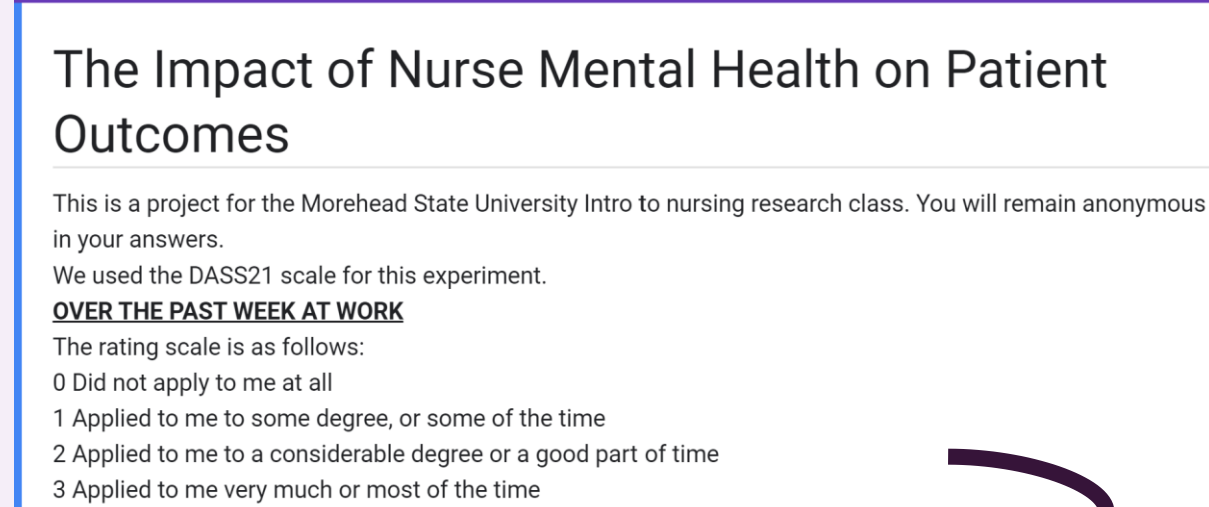 The Impact of Nurse Mental Health on Patient
Outcomes
This is a project for the Morehead State University Intro to nursing research class. You will remain anonymous
in your answers.
We used the DASS21 scale for this experiment.
OVER THE PAST WEEK AT WORK
The rating scale is as follows:
0 Did not apply to me at all
1 Applied to me to some degree, or some of the time
2 Applied to me to a considerable degree or a good part of time
3 Applied to me very much or most of the time